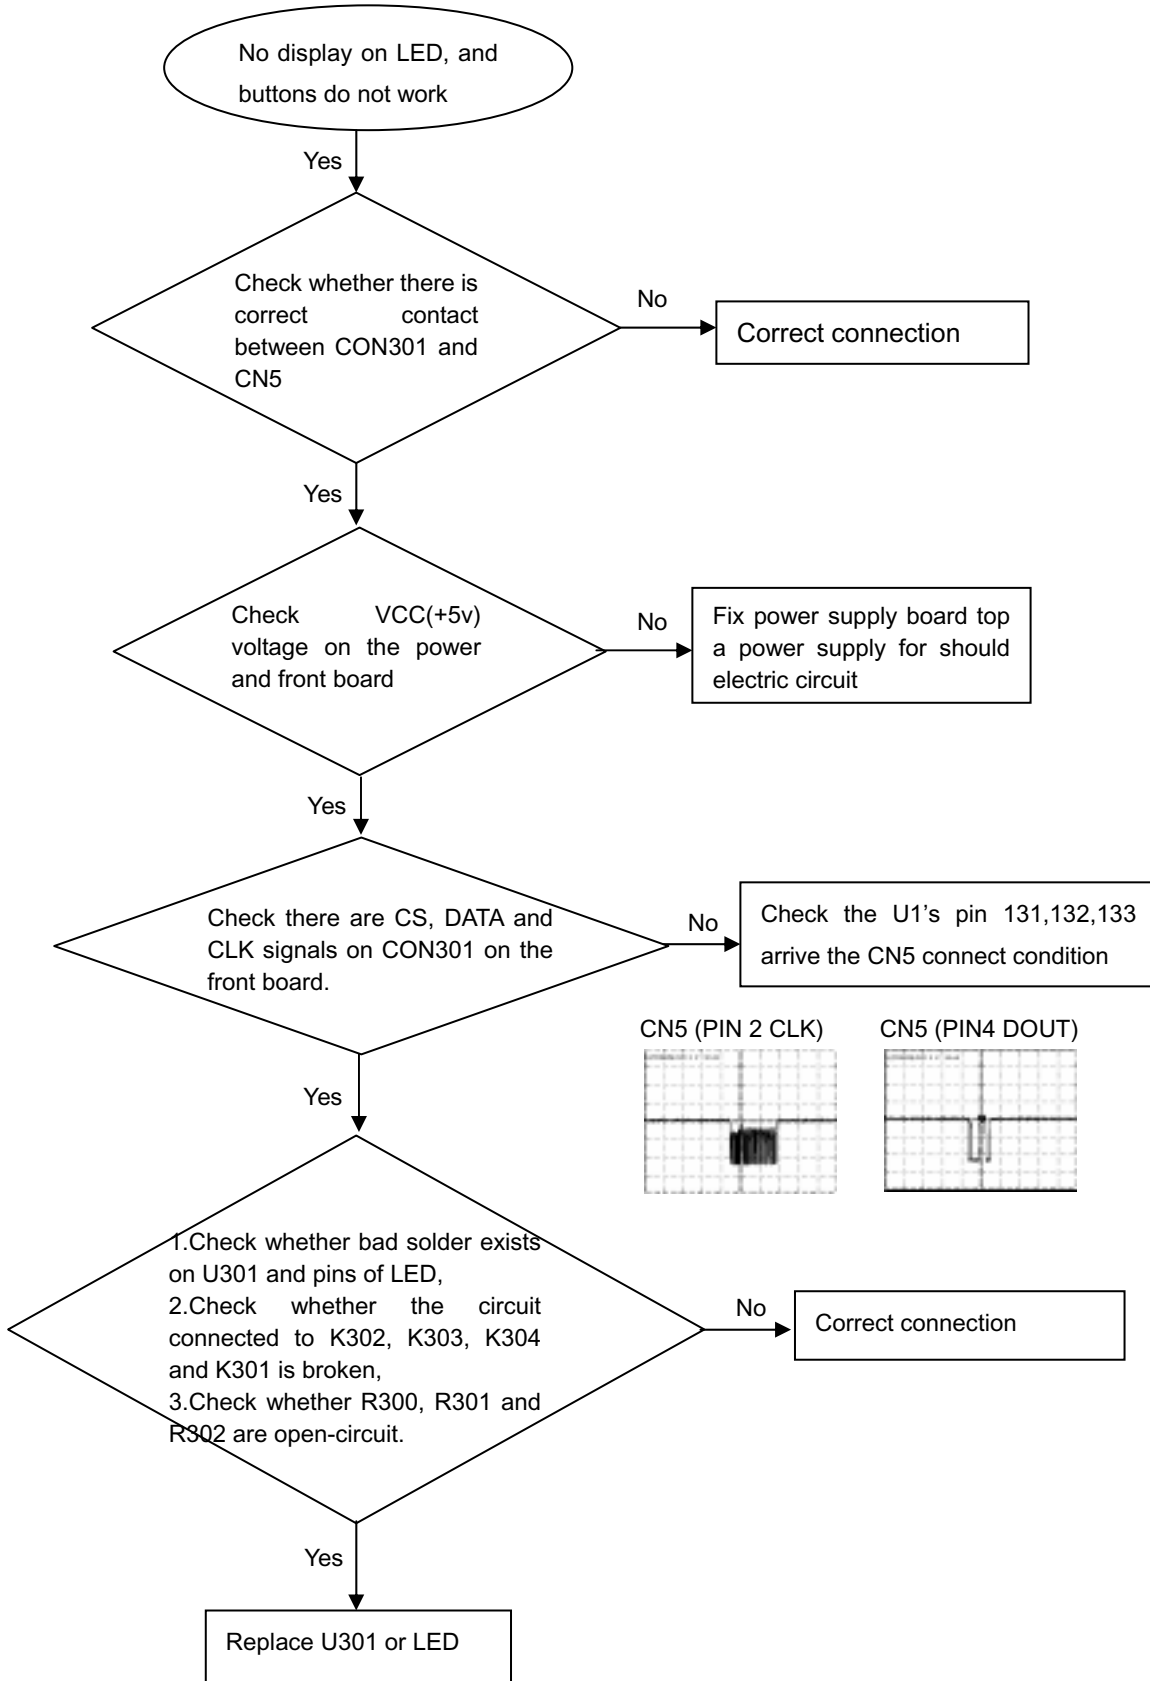 No display on LED, and
buttons do not work
Yes
Check whether there is
correct contact
between CON301 and
CN5
No
Correct connection
Yes
Check VCC(+5v)
voltage on the power
and front board
No
Fix power supply board top
a power supply for should
electric circuit
Yes
Check there are CS, DATA and
CLK signals on CON301 on the
front board.
No
Check the U1's pin 131,132,133
arrive the CN5 connect condition
CN5 (PIN 2 CLK)
CN5 (PIN4 DOUT)
Yes
1.Check whether bad solder exists
on U301 and pins of LED,
2.Check whether the circuit
connected to K302, K303, K304
and K301 is broken,
3.Check whether R300, R301 and
R302 are open-circuit.
No
Correct connection
Yes
Replace U301 or LED